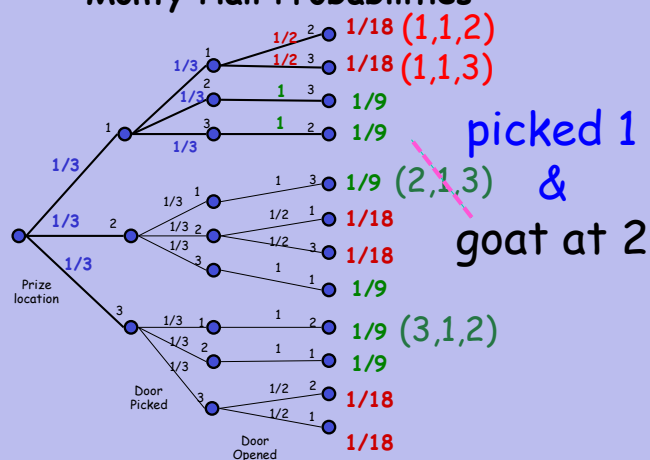 Monty Hall Probabilities
1/2 2 1/18 (1,1,2)
1 1/3 1/2 3 1/18 (1,1,3)
2 1/3 1 3 1/9
1 3 1/3 1 2 1/9
picked 1
&
goat at 2
1/3
1 1/3 1 3 1/9 (2,1,3)
1/3 2 1/3 2 1/2 1 1/18
1/2 3 1/18
1/3 3 1 1 1/9
1/3
Prize
location
3 1/3 1 1 2 1/9 (3,1,2)
1/3 2 1 1 1/9
1/3
Door
Picked
3 1/2 2 1/18
1/2 1 1/18
Door
Opened